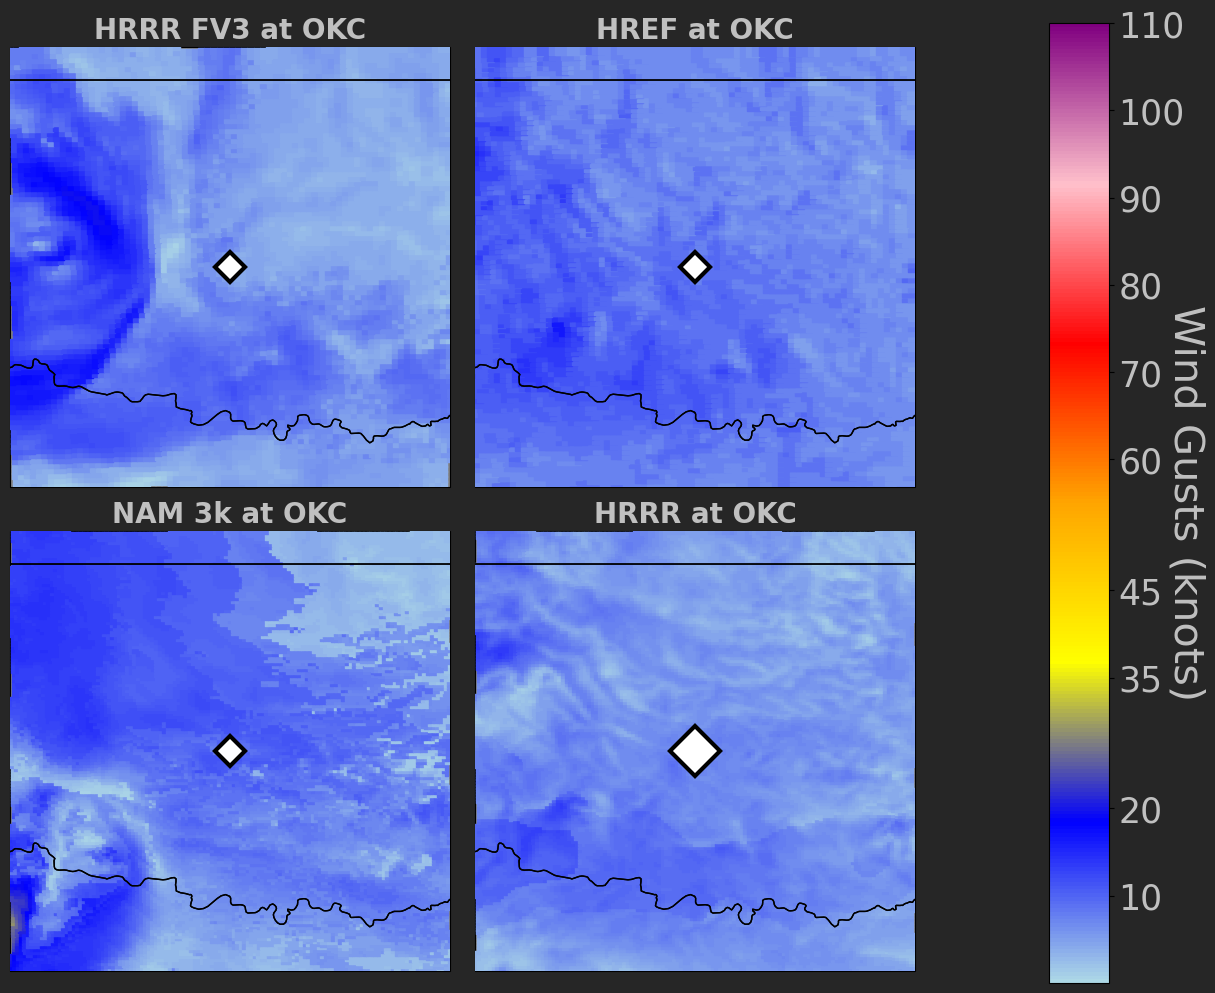 HRRR FV3 at OKC
HREF at OKC
NAM 3k at OKC
HRRR at OKC
110
100
90
80
70
60
45
35
20
10
Wind Gusts (knots)